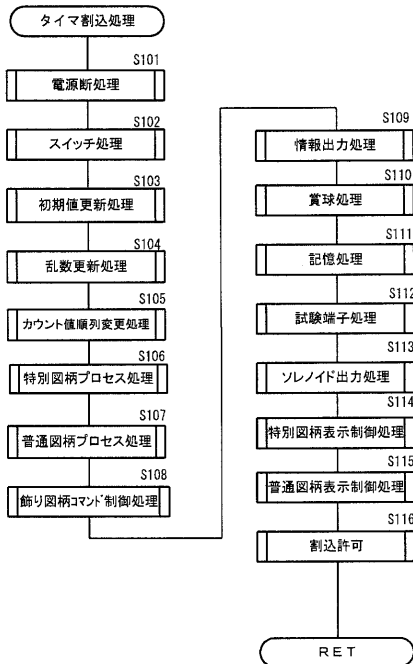 タイマ割込処理
S101
電源断処理
S102
スイッチ処理
S103
初期値更新処理
S104
乱数更新処理
S105
カウント値順列変更処理
S106
特別図柄プロセス処理
S107
普通図柄プロセス処理
S108
飾り図柄コマンド制御処理
S109
情報出力処理
S110
賞球処理
S111
記憶処理
S112
試験端子処理
S113
ソレノイド出力処理
S114
特別図柄表示制御処理
S115
普通図柄表示制御処理
S116
割込許可
RET